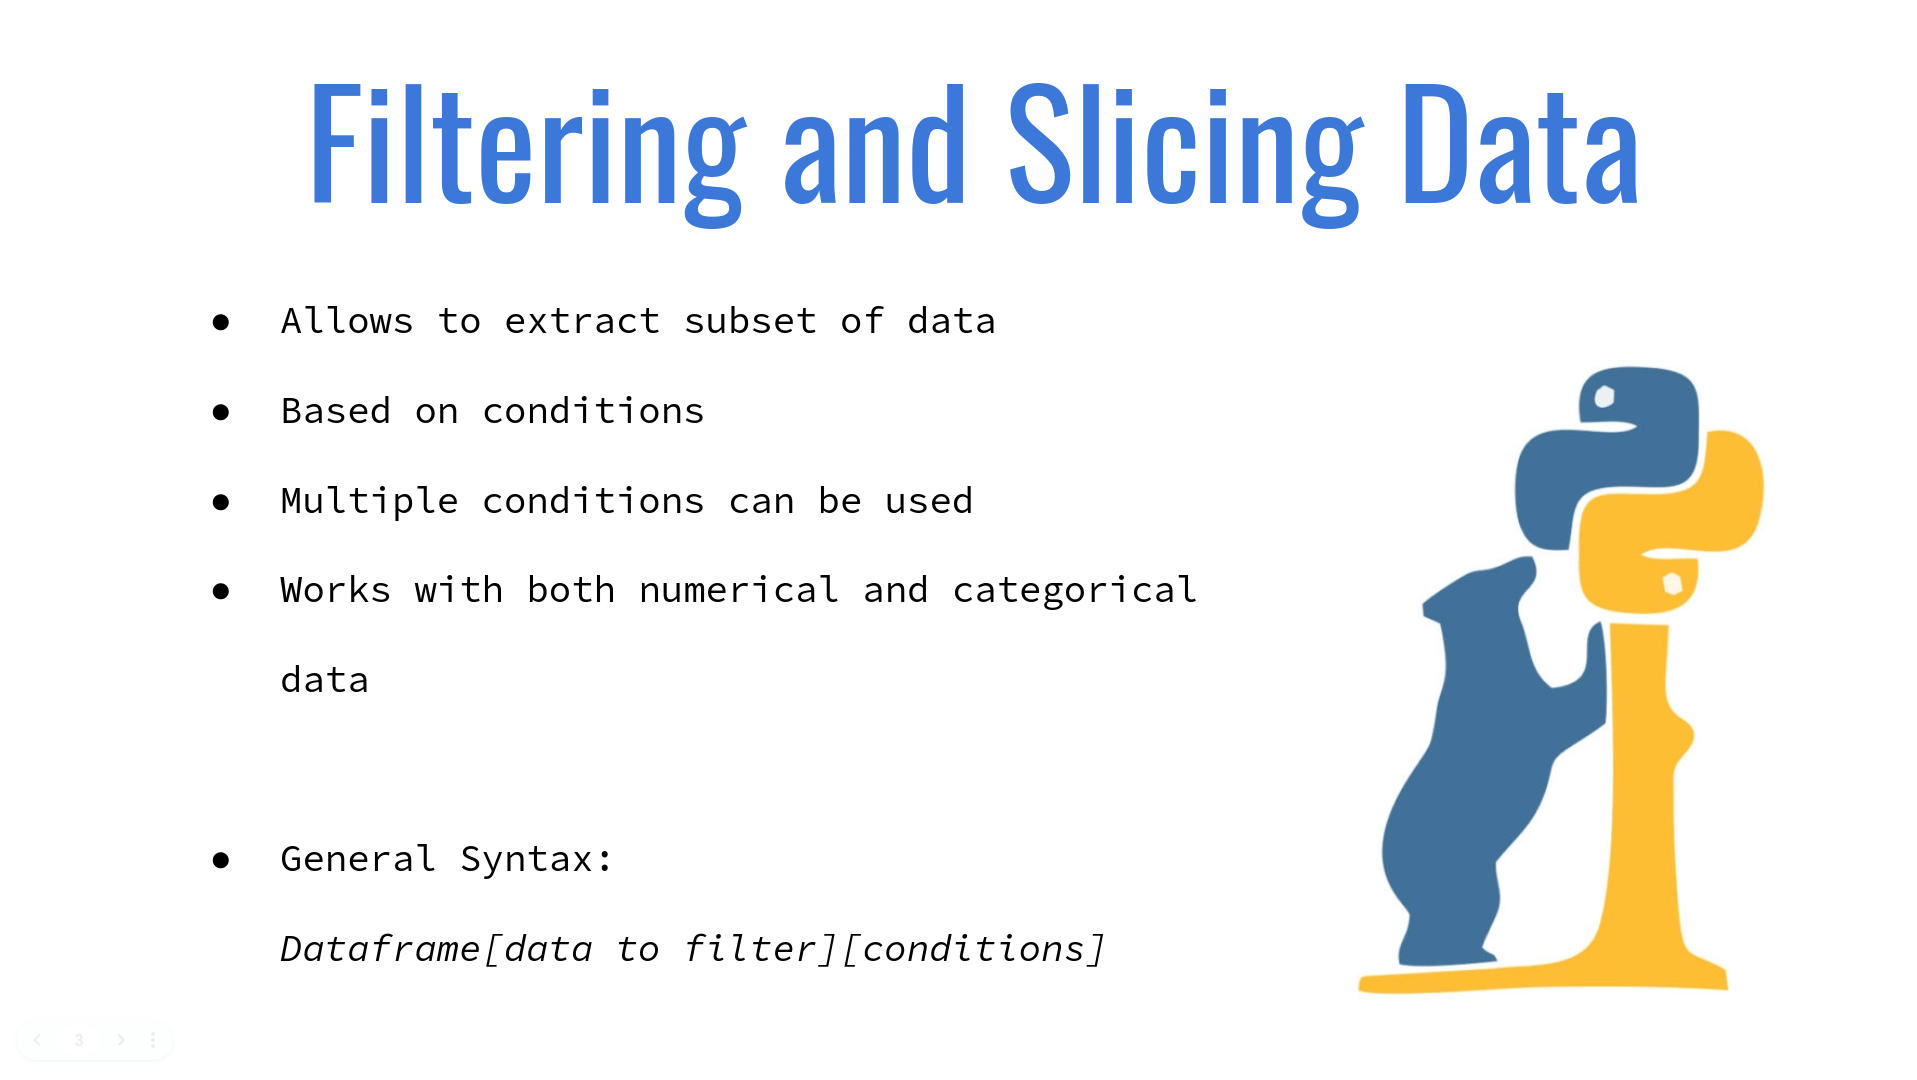 Filtering and Slicing Data
● Allows to extract subset of data
● Based on conditions
● Multiple conditions can be used
● Works with both numerical and categorical
data
● General Syntax:
Dataframe[data to filter][conditions]
3